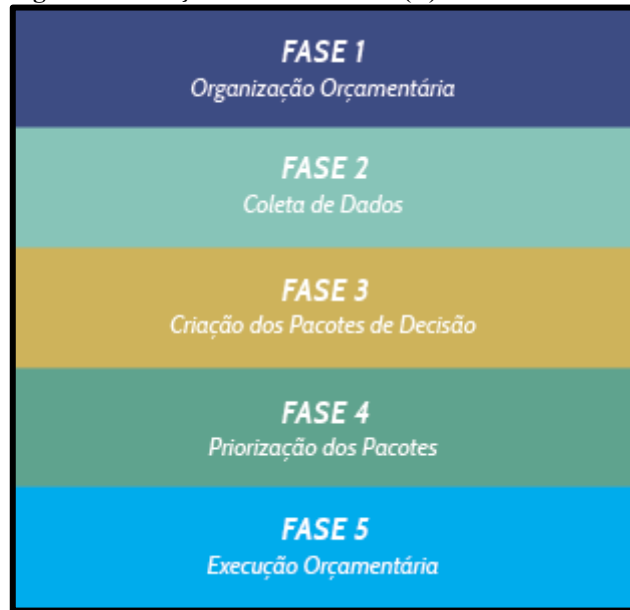 FASE 1
Organização Orçamentária
FASE 2
Coleta de Dados
FASE 3
Criação dos Pacotes de Decisão
FASE 4
Priorização dos Pacotes
FASE 5
Execução Orçamentária